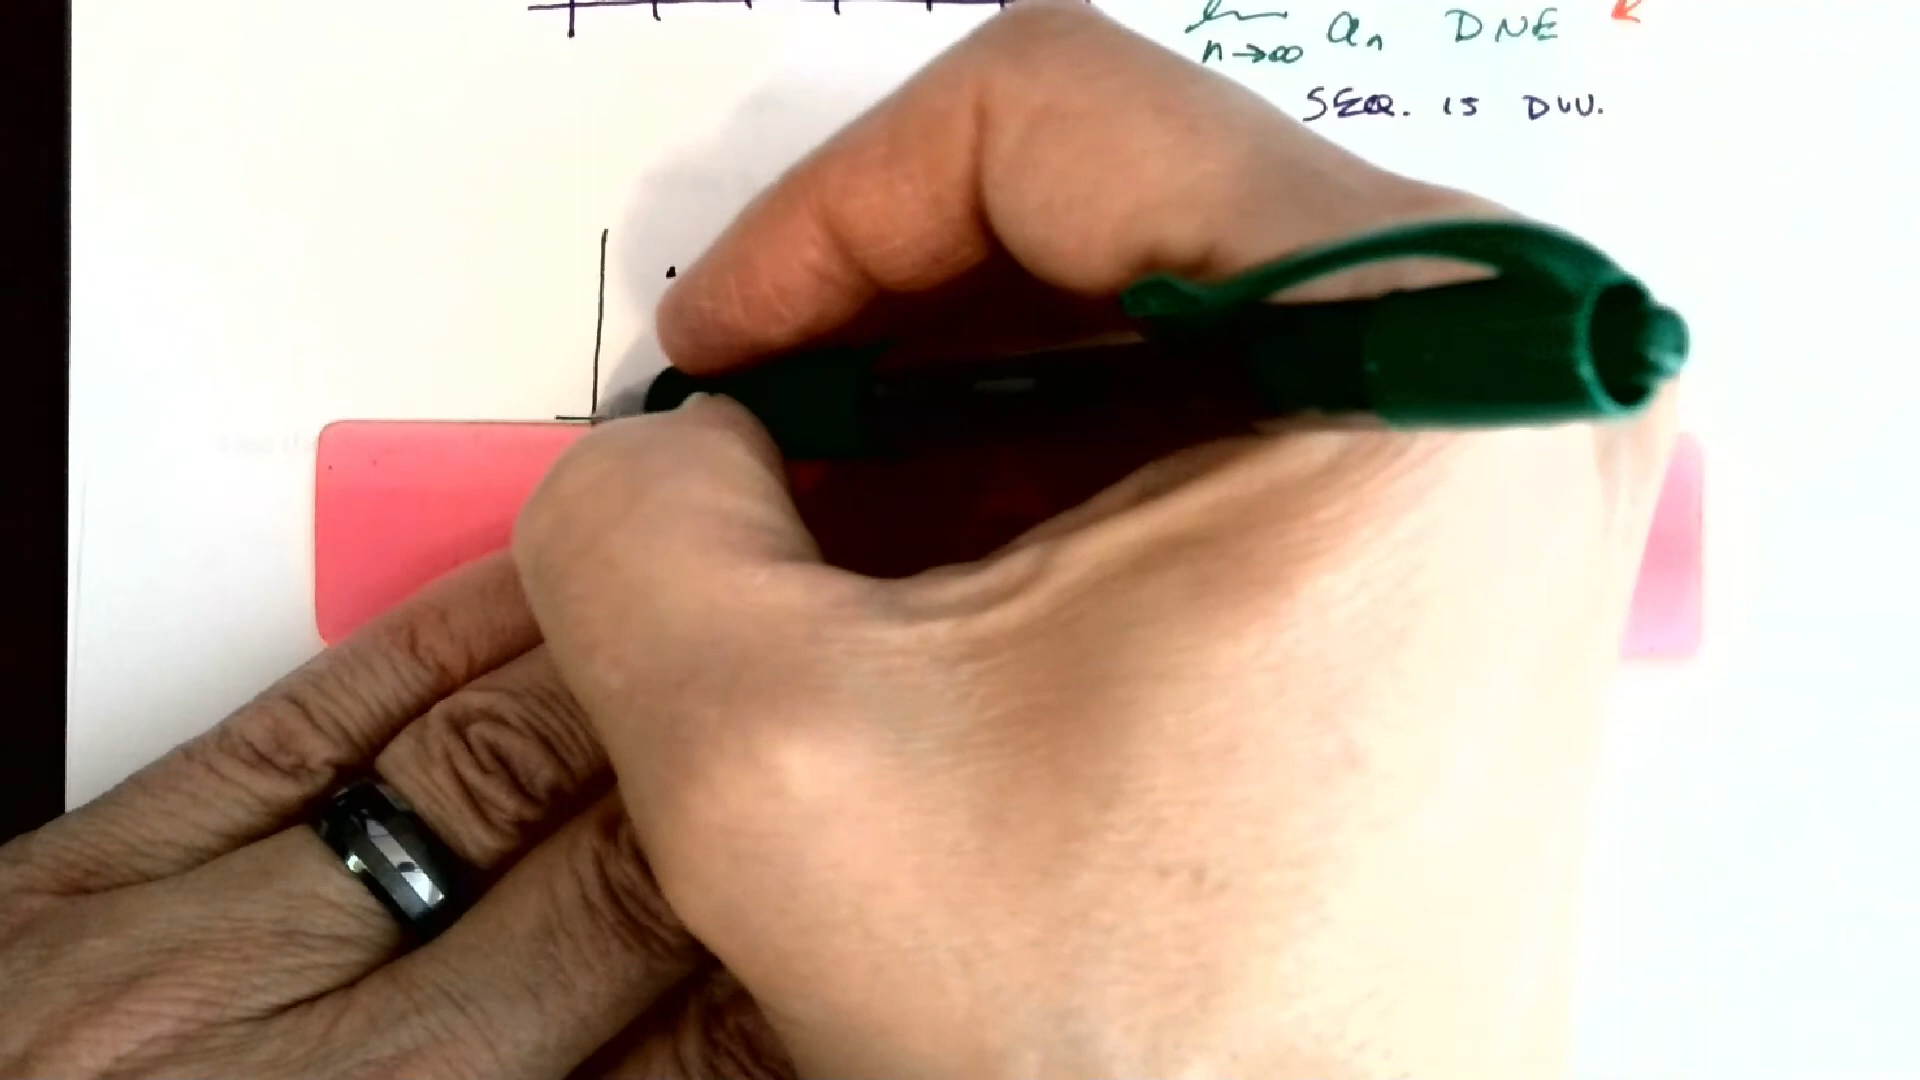 lim aₙ DNE
n→∞
SEQ. IS DIV.